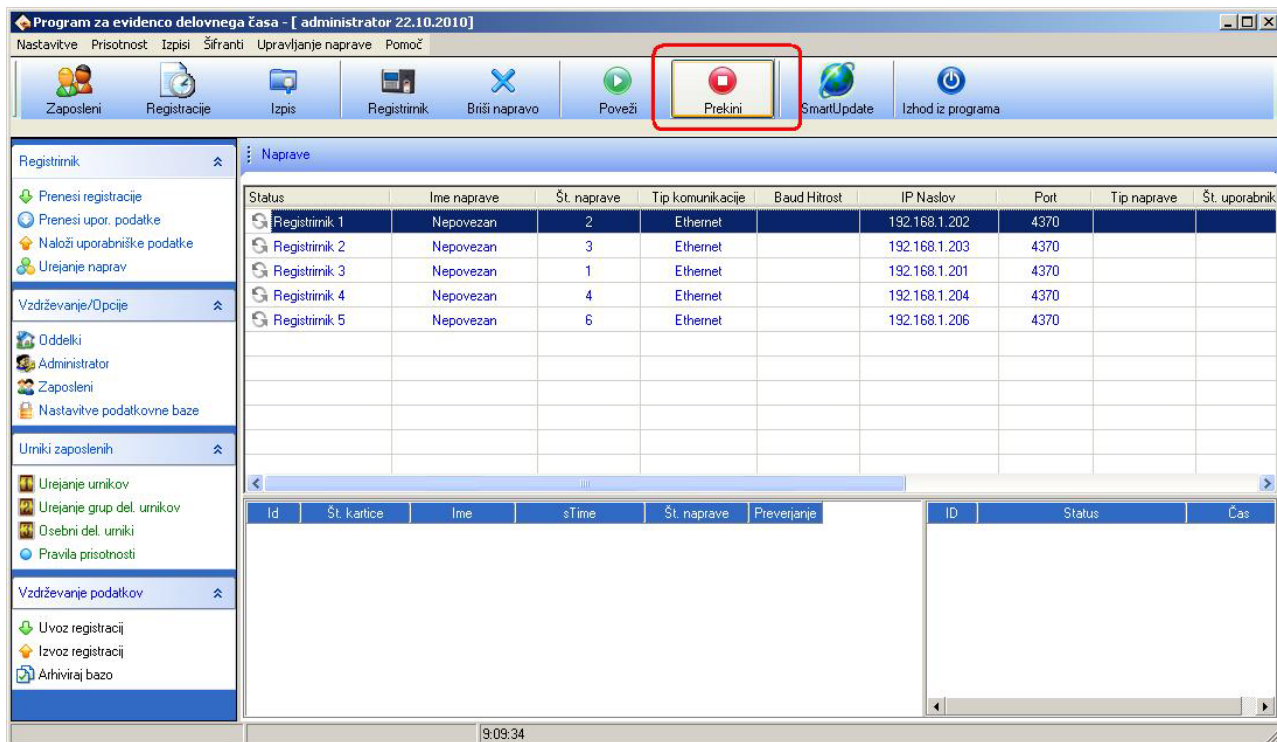 Program za evidenco delovnega časa - [ administrator 22.10.2010]
Nastavitve Prisotnost Izpisi Šifranti Upravljanje naprave Pomoč
Zaposleni Registracije Izpis Registrirnik Briši napravo Poveži Prekini SmartUpdate Izhod iz programa
Registrirnik
Prenesi registracije
Prenesi upor. podatke
Naloži uporabniške podatke
Urejanje naprav
Vzdrževanje/Opcije
Oddelki
Administrator
Zaposleni
Nastavitve podatkovne baze
Urniki zaposlenih
Urejanje urnikov
Urejanje grup del. urnikov
Osebni del. urniki
Pravila prisotnosti
Vzdrževanje podatkov
Uvoz registracij
Izvoz registracij
Arhiviraj bazo
Naprave
Status Ime naprave Št. naprave Tip komunikacije Baud Hitrost IP Naslov Port Tip naprave Št. uporabnik
Registrirnik 1 Nepovezan 2 Ethernet 192.168.1.202 4370
Registrirnik 2 Nepovezan 3 Ethernet 192.168.1.203 4370
Registrirnik 3 Nepovezan 1 Ethernet 192.168.1.201 4370
Registrirnik 4 Nepovezan 4 Ethernet 192.168.1.204 4370
Registrirnik 5 Nepovezan 6 Ethernet 192.168.1.206 4370
Id Št. kartice Ime sTime Št. naprave Preverjanje
ID Status Čas
9:09:34